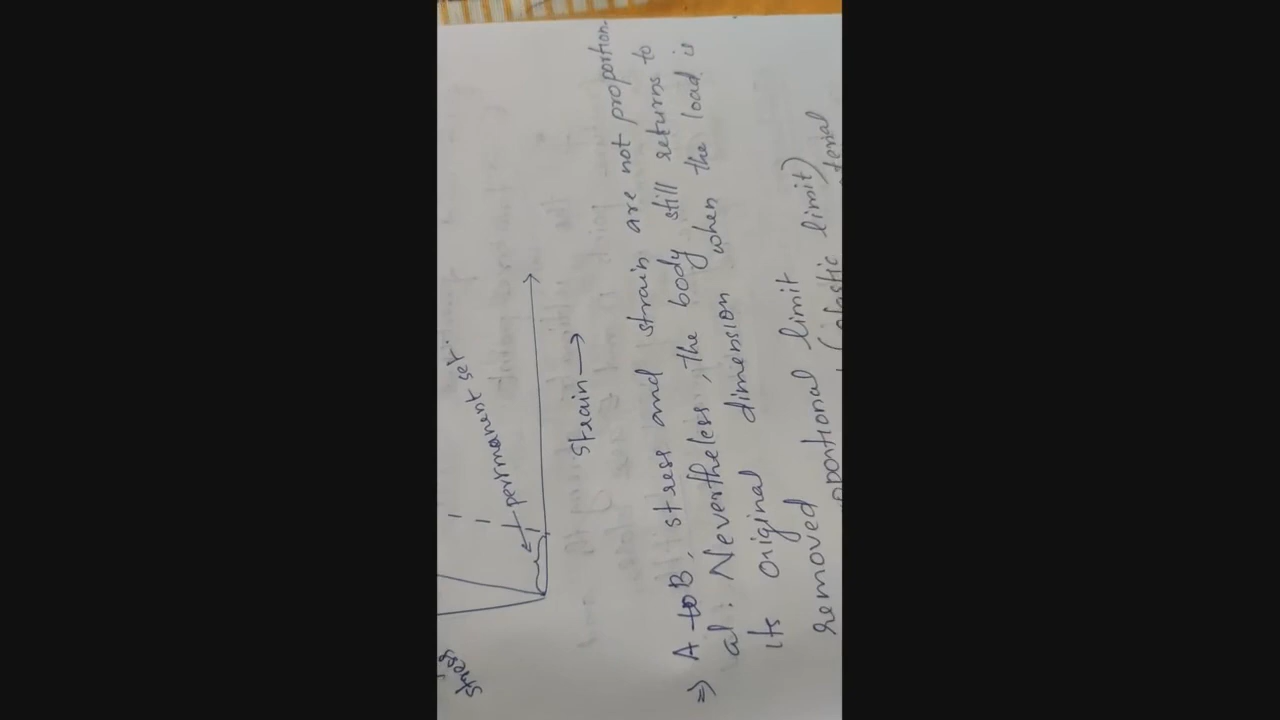 Stress
permanent set.
Strain
⇒ A to B, stress and strain are not proportion
al. Nevertheless, the body still returns to
its original dimension when the load is
removed
limit
limit)